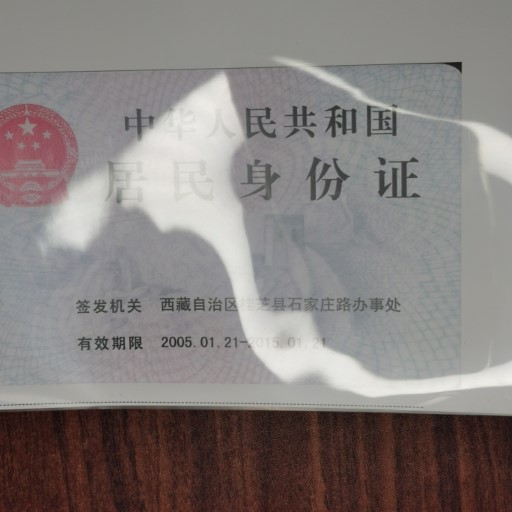 中华人民共和国
居民身份证
签发机关 西藏自治区芝县石家庄路办事处
有效期限 2005.01.21-2015.01.21